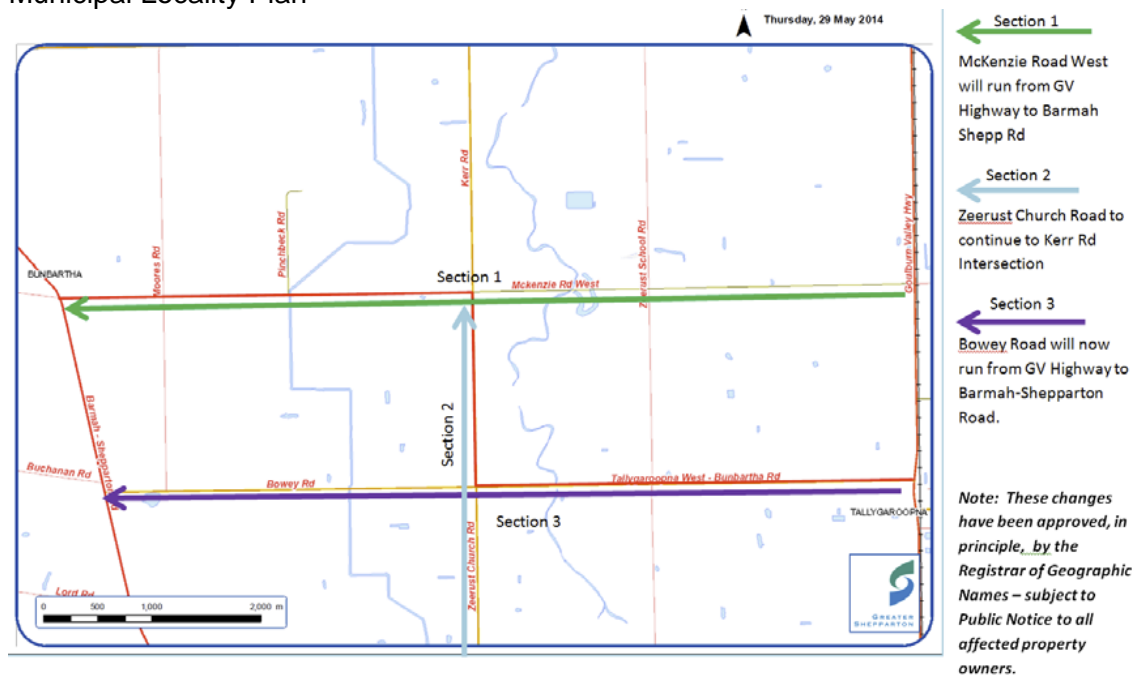 Municipal Locality Plan
Thursday, 29 May 2014
Section 1
McKenzie Road West
will run from GV
Highway to Barmah
Shepp Rd
Section 2
Zeerust Church Road to
continue to Kerr Rd
Intersection
Section 3
Bowey Road will now
run from GV Highway to
Barmah-Shepparton
Road.
Note: These changes
have been approved, in
principle, by the
Registrar of Geographic
Names – subject to
Public Notice to all
affected property
owners.
Kerr Rd
Pinchbeck Rd
Moores Rd
Zeerust School Rd
Goulburn Valley Hwy
BUNBARTHA
Section 1
Mckenzie Rd West
Section 2
Barmah - Shepparton
Buchanan Rd
Bowey Rd
Tallygaroopna West - Bunbartha Rd
Section 3
TALLYGAROOPNA
Zeerust Church Rd
Lord Rd
0 500 1,000 2,000 m
GREATER
SHEPPARTON